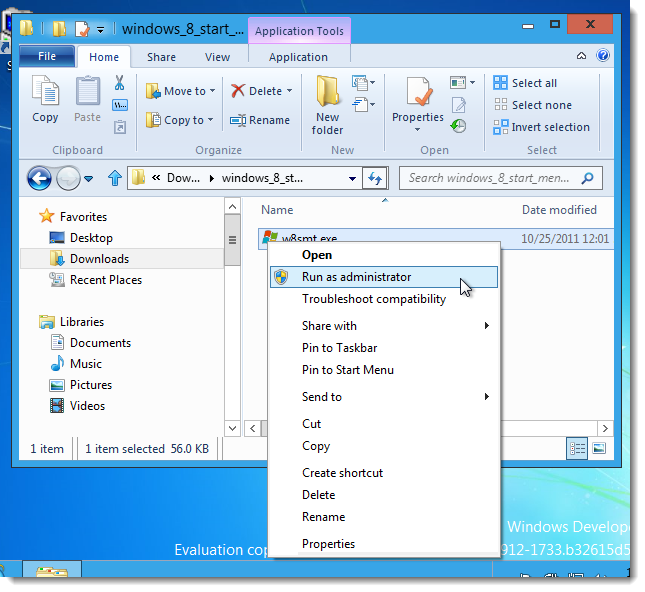 windows_8_start_... Application Tools
File Home Share View Application
Copy Paste Move to Copy to Delete Rename New folder Properties Select all Select none Invert selection
Clipboard Organize New Open Select
« Dow... windows_8_st... Search windows_8_start_men...
Name Date modified
w8smt.exe 10/25/2011 12:01
Favorites
Desktop
Downloads
Recent Places
Libraries
Documents
Music
Pictures
Videos
Open
Run as administrator
Troubleshoot compatibility
Share with
Pin to Taskbar
Pin to Start Menu
Send to
Cut
Copy
Create shortcut
Delete
Rename
Properties
1 item 1 item selected 56.0 KB
Windows Develope
Evaluation cop 912-1733.b32615d5